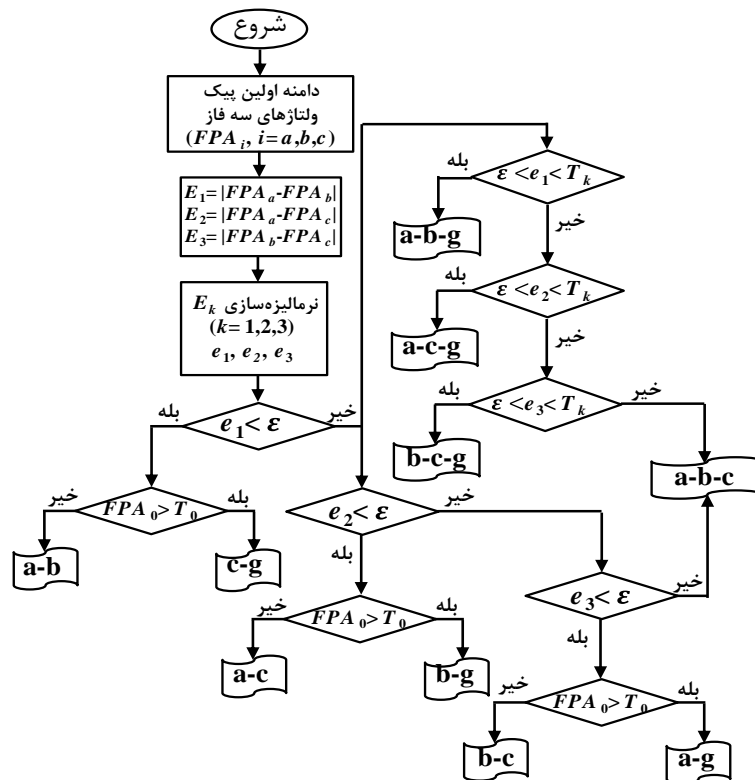 شروع
دامنه اولین پیک
ولتاژهای سه فاز
(FPA_i, i=a,b,c)
E_1=|FPA_a-FPA_b|
E_2=|FPA_a-FPA_c|
E_3=|FPA_b-FPA_c|
نرمالیزه‌سازی E_k
(k= 1,2,3)
e_1, e_2, e_3
e_1< ε
بله
خیر
FPA_0>T_0
خیر
بله
a-b
c-g
e_2< ε
خیر
بله
FPA_0>T_0
خیر
بله
a-c
b-g
e_3< ε
خیر
بله
FPA_0>T_0
خیر
بله
b-c
a-g
ε <e_1< T_k
بله
خیر
a-b-g
ε <e_2< T_k
بله
خیر
a-c-g
ε <e_3< T_k
بله
خیر
b-c-g
a-b-c